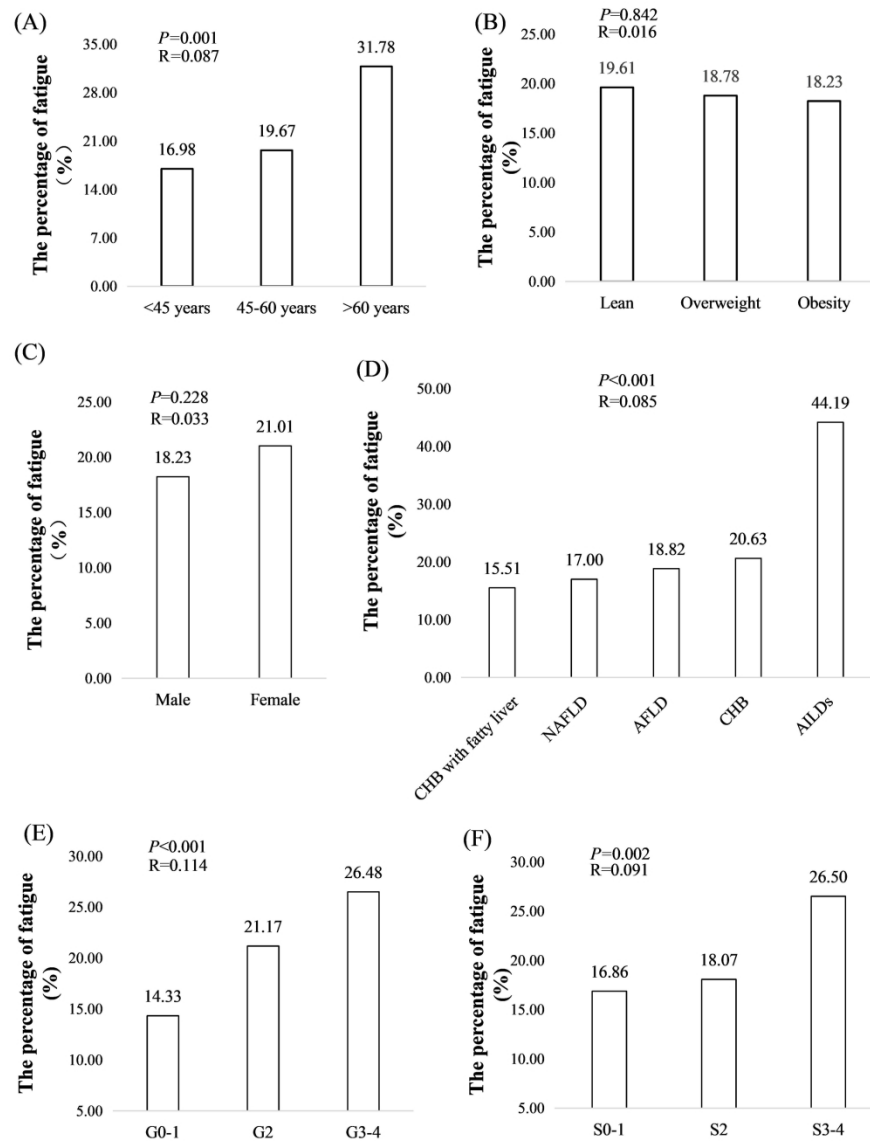 (A)
P=0.001
R=0.087
The percentage of fatigue
（%）
35.00
28.00
21.00
14.00
7.00
0.00
16.98
19.67
31.78
<45 years
45-60 years
>60 years
(B)
P=0.842
R=0.016
The percentage of fatigue
(%)
25.00
20.00
15.00
10.00
5.00
0.00
19.61
18.78
18.23
Lean
Overweight
Obesity
(C)
P=0.228
R=0.033
The percentage of fatigue
（%）
25.00
20.00
15.00
10.00
5.00
0.00
18.23
21.01
Male
Female
(D)
P<0.001
R=0.085
The percentage of fatigue
(%)
50.00
40.00
30.00
20.00
10.00
0.00
15.51
17.00
18.82
20.63
44.19
CHB with fatty liver
NAFLD
AFLD
CHB
AILDs
(E)
P<0.001
R=0.114
The percentage of fatigue
(%)
30.00
25.00
20.00
15.00
10.00
5.00
14.33
21.17
26.48
G0-1
G2
G3-4
(F)
P=0.002
R=0.091
The percentage of fatigue
(%)
30.00
25.00
20.00
15.00
10.00
5.00
16.86
18.07
26.50
S0-1
S2
S3-4